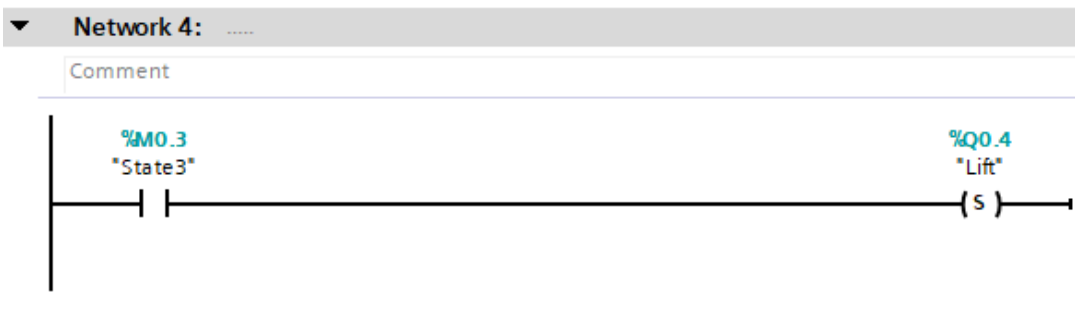 Network 4: .....
Comment
%M0.3 %Q0.4
"State3" "Lift"
S